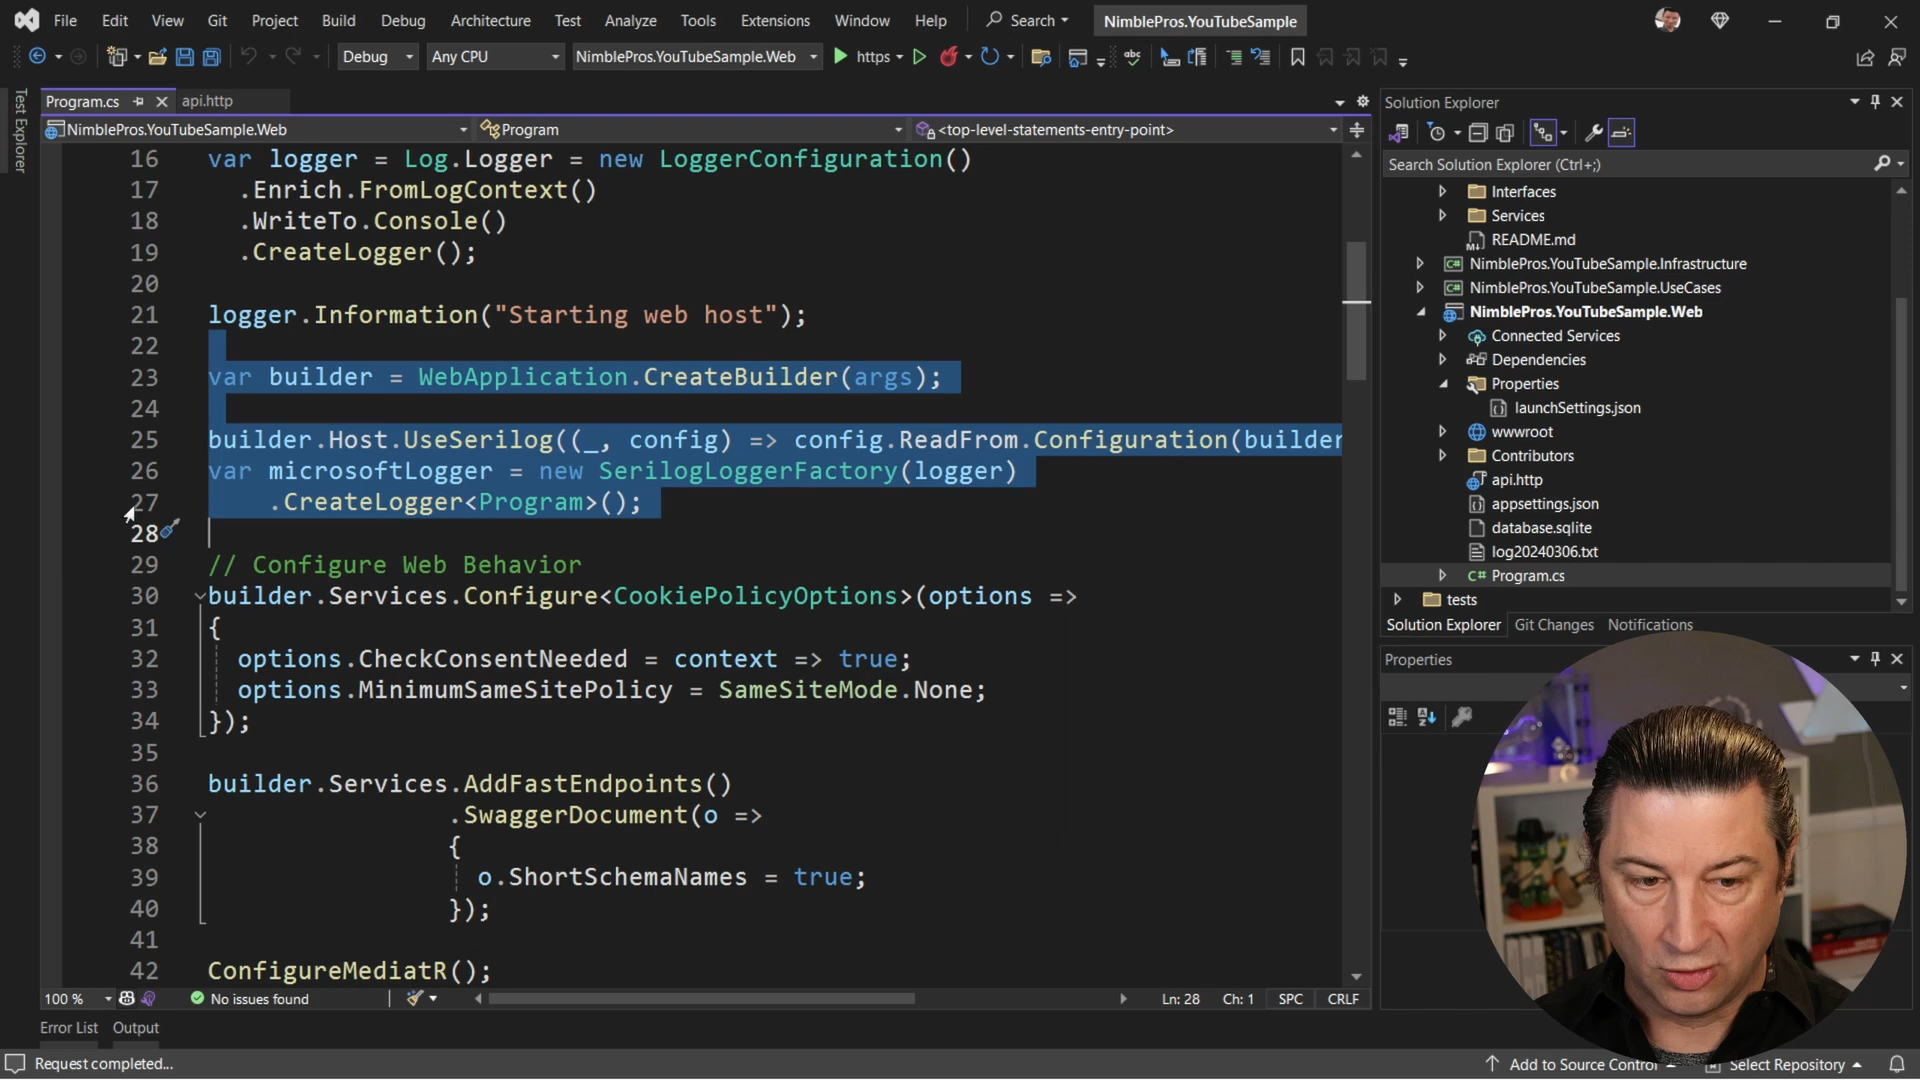 File Edit View Git Project Build Debug Architecture Test Analyze Tools Extensions Window Help Search NimblePros.YouTubeSample
Debug Any CPU NimblePros.YouTubeSample.Web https
Test Explorer
Program.cs api.http
NimblePros.YouTubeSample.Web Program <top-level-statements-entry-point>
16 var logger = Log.Logger = new LoggerConfiguration()
17 .Enrich.FromLogContext()
18 .WriteTo.Console()
19 .CreateLogger();
20
21 logger.Information("Starting web host");
22
23 var builder = WebApplication.CreateBuilder(args);
24
25 builder.Host.UseSerilog((_, config) => config.ReadFrom.Configuration(builder
26 var microsoftLogger = new SerilogLoggerFactory(logger)
27 .CreateLogger<Program>();
28
29 // Configure Web Behavior
30 builder.Services.Configure<CookiePolicyOptions>(options =>
31 {
32 options.CheckConsentNeeded = context => true;
33 options.MinimumSameSitePolicy = SameSiteMode.None;
34 });
35
36 builder.Services.AddFastEndpoints()
37 .SwaggerDocument(o =>
38 {
39 o.ShortSchemaNames = true;
40 });
41
42 ConfigureMediatR();
100 % No issues found Ln: 28 Ch: 1 SPC CRLF
Error List Output
Solution Explorer
Search Solution Explorer (Ctrl+;)
Interfaces
Services
README.md
NimblePros.YouTubeSample.Infrastructure
NimblePros.YouTubeSample.UseCases
NimblePros.YouTubeSample.Web
Connected Services
Dependencies
Properties
launchSettings.json
wwwroot
Contributors
api.http
appsettings.json
database.sqlite
log20240306.txt
C# Program.cs
tests
Solution Explorer Git Changes Notifications
Properties
Request completed... Add to Source Control Select Repository